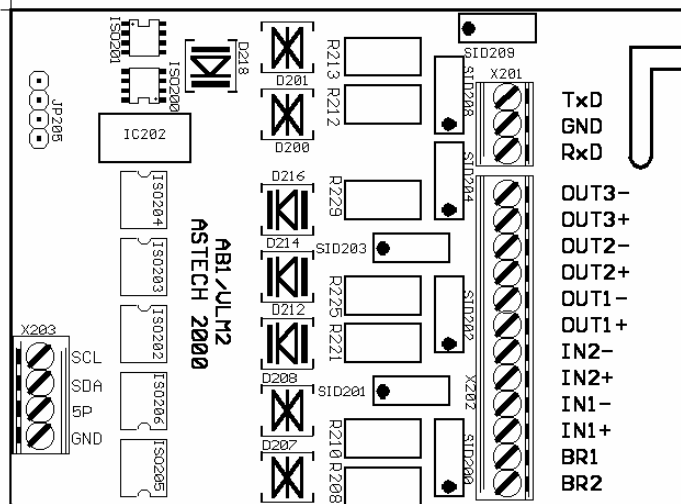 SID209
ISO201
D218
D201
R213
X201
ISO200
SID208
TxD
JP205
R212
GND
IC202
D200
RxD
D216
ISO204
R229
SID204
OUT3-
OUT3+
AB1/VLM2
ASTECH 2000
D214
SID203
OUT2-
ISO203
OUT2+
R225
OUT1-
D212
SID202
OUT1+
X203
ISO202
R221
IN2-
SCL
D208
X202
IN2+
SDA
SID201
IN1-
5P
ISO206
IN1+
GND
D207
R210
SID200
BR1
ISO205
R208
BR2